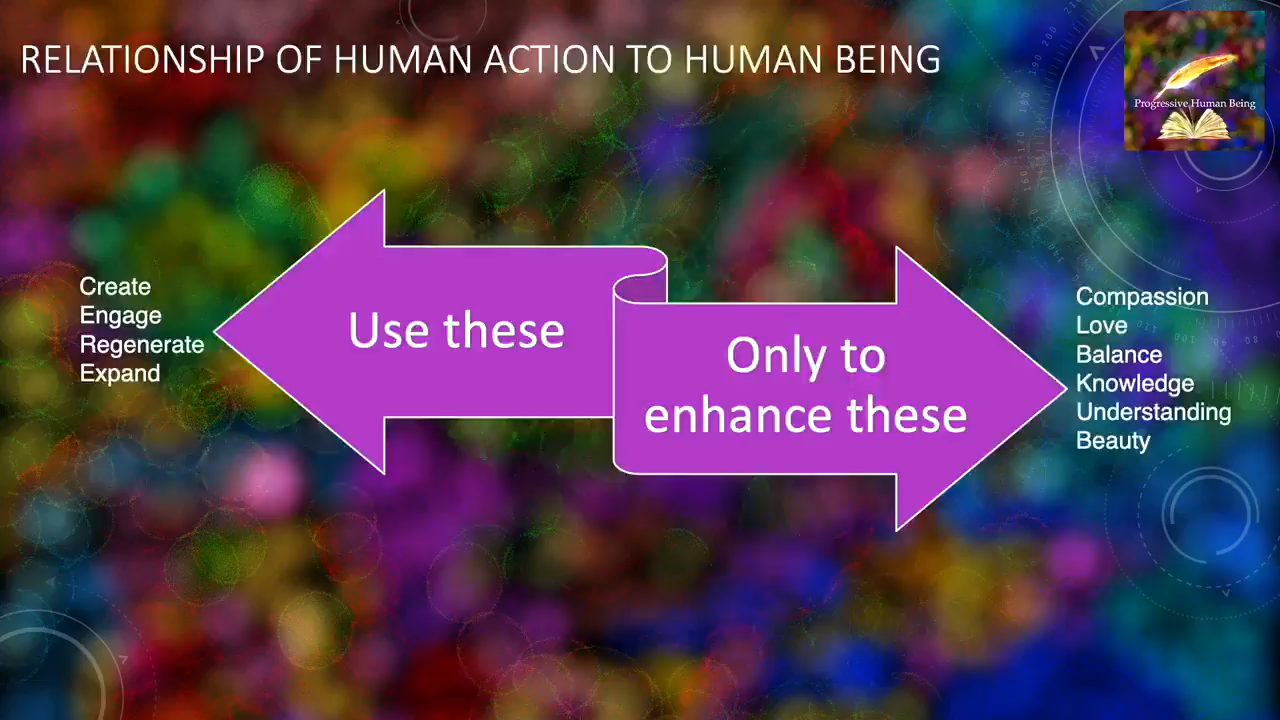 RELATIONSHIP OF HUMAN ACTION TO HUMAN BEING
Progressive Human Being
Create
Engage
Regenerate
Expand
Use these
Only to
enhance these
Compassion
Love
Balance
Knowledge
Understanding
Beauty